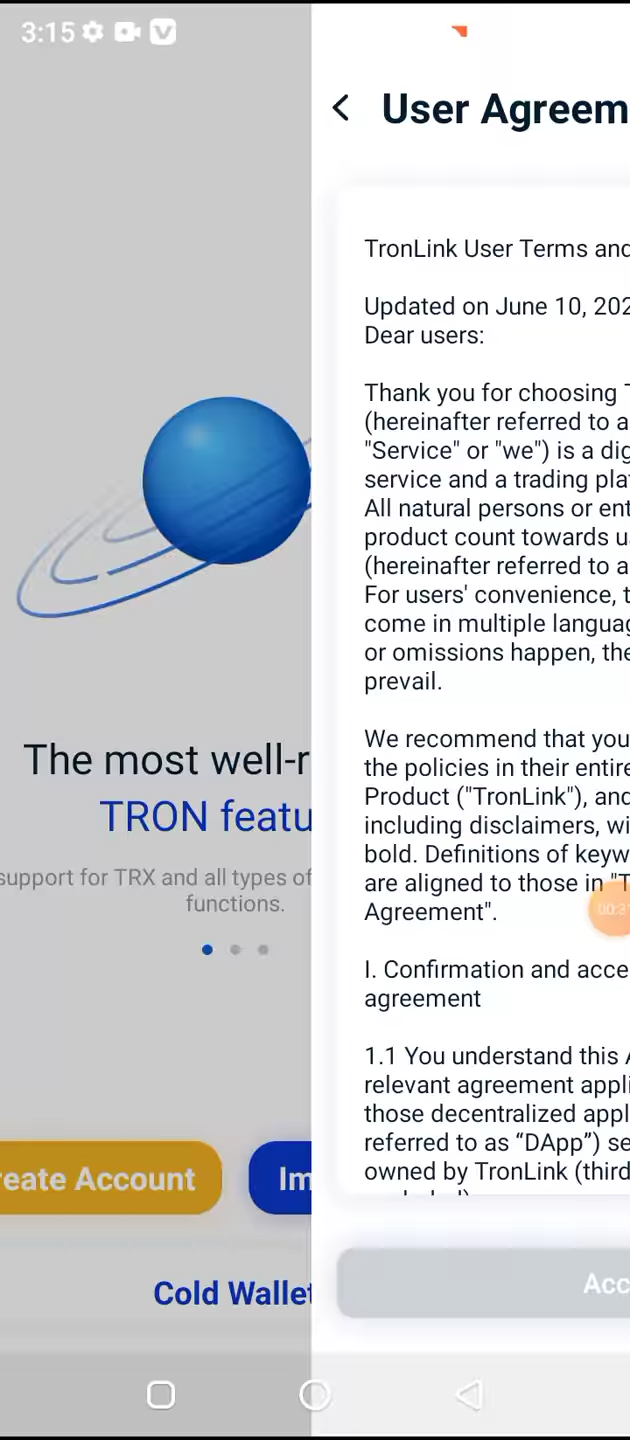 3:15
User Agreem
TronLink User Terms and
Updated on June 10, 202
Dear users:
Thank you for choosing T
(hereinafter referred to a
"Service" or "we") is a dig
service and a trading plat
All natural persons or ent
product count towards us
(hereinafter referred to a
For users' convenience, t
come in multiple languag
or omissions happen, the
prevail.
We recommend that you
the policies in their entire
Product ("TronLink"), and
including disclaimers, wi
bold. Definitions of keyw
are aligned to those in "T
Agreement".
I. Confirmation and acce
agreement
1.1 You understand this A
relevant agreement appli
those decentralized appl
referred to as “DApp”) se
owned by TronLink (third
The most well-r
TRON featu
support for TRX and all types of
functions.
reate Account
Im
Cold Wallet
Acc